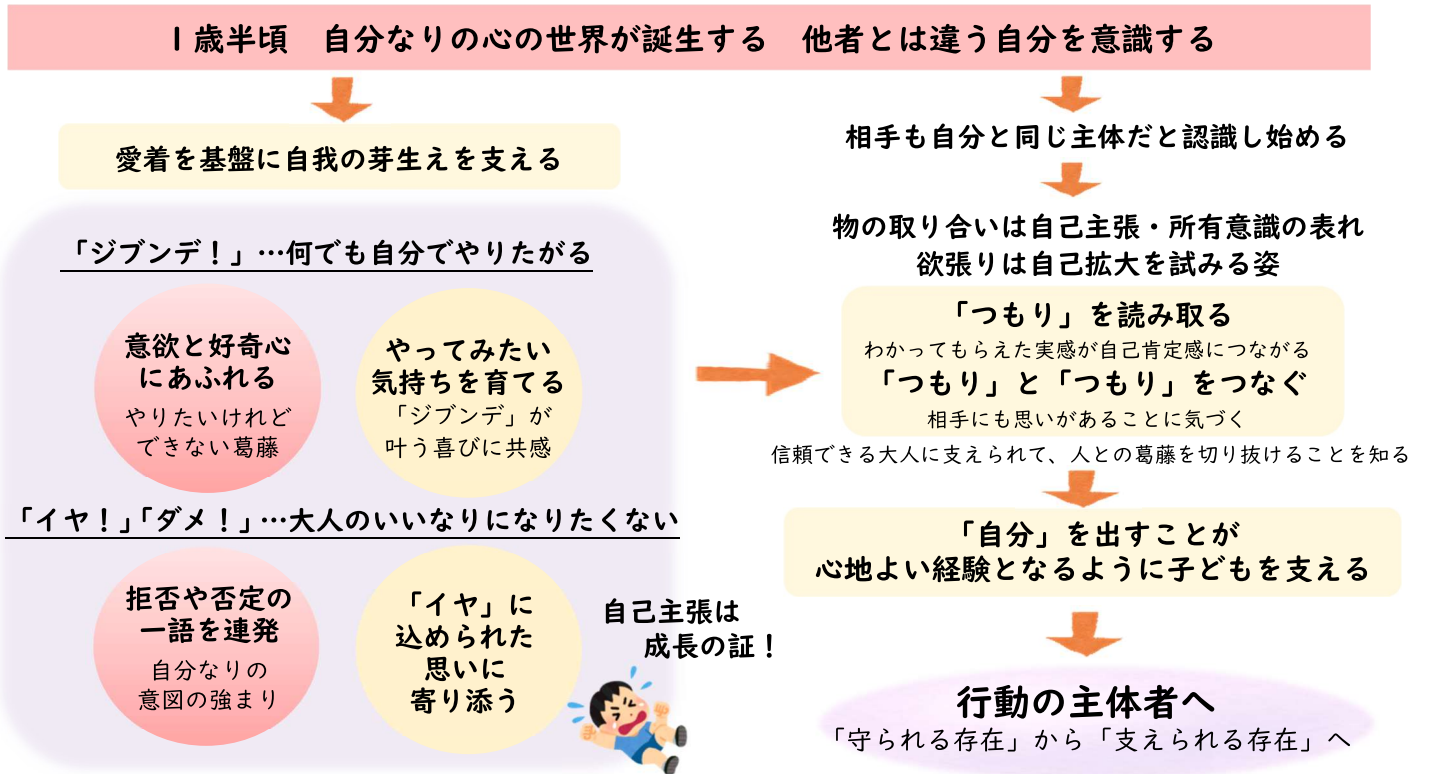 1歳半頃　自分なりの心の世界が誕生する　他者とは違う自分を意識する
愛着を基盤に自我の芽生えを支える
「ジブンデ！」…何でも自分でやりたがる
意欲と好奇心
にあふれる
やりたいけれど
できない葛藤
やってみたい
気持ちを育てる
「ジブンデ」が
叶う喜びに共感
「イヤ！」「ダメ！」…大人のいいなりになりたくない
拒否や否定の
一語を連発
自分なりの
意図の強まり
「イヤ」に
込められた
思いに
寄り添う
自己主張は
成長の証！
相手も自分と同じ主体だと認識し始める
物の取り合いは自己主張・所有意識の表れ
欲張りは自己拡大を試みる姿
「つもり」を読み取る
わかってもらえた実感が自己肯定感につながる
「つもり」と「つもり」をつなぐ
相手にも思いがあることに気づく
信頼できる大人に支えられて、人との葛藤を切り抜けることを知る
「自分」を出すことが
心地よい経験となるように子どもを支える
行動の主体者へ
「守られる存在」から「支えられる存在」へ